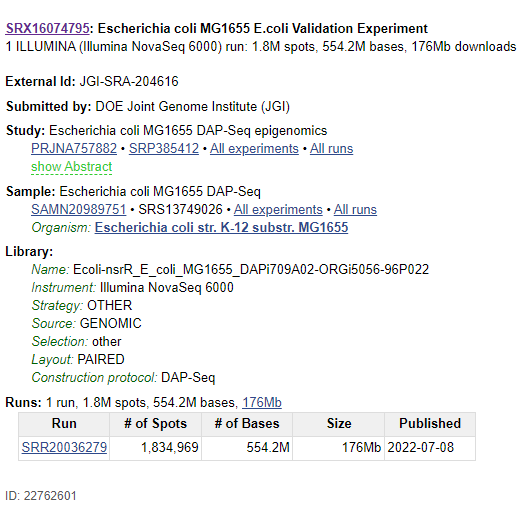 SRX16074795: Escherichia coli MG1655 E.coli Validation Experiment
1 ILLUMINA (Illumina NovaSeq 6000) run: 1.8M spots, 554.2M bases, 176Mb downloads
External Id: JGI-SRA-204616
Submitted by: DOE Joint Genome Institute (JGI)
Study: Escherichia coli MG1655 DAP-Seq epigenomics
PRJNA757882 • SRP385412 • All experiments • All runs
show Abstract
Sample: Escherichia coli MG1655 DAP-Seq
SAMN20989751 • SRS13749026 • All experiments • All runs
Organism: Escherichia coli str. K-12 substr. MG1655
Library:
Name: Ecoli-nsrR_E_coli_MG1655_DAPi709A02-ORGi5056-96P022
Instrument: Illumina NovaSeq 6000
Strategy: OTHER
Source: GENOMIC
Selection: other
Layout: PAIRED
Construction protocol: DAP-Seq
Runs: 1 run, 1.8M spots, 554.2M bases, 176Mb
Run # of Spots # of Bases Size Published
SRR20036279 1,834,969 554.2M 176Mb 2022-07-08
ID: 22762601